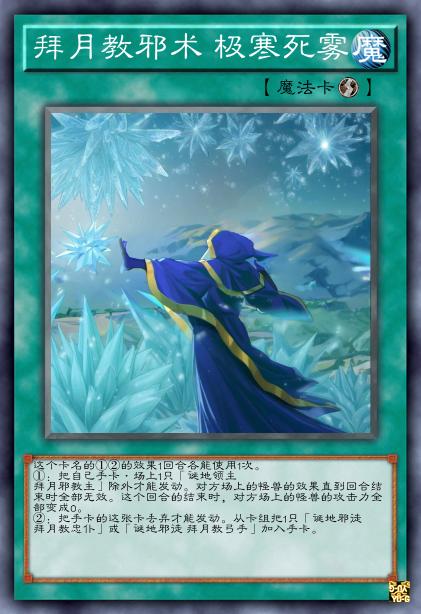 拜月教邪术 极寒死雾
魔
【魔法卡】
这个卡名的①②的效果1回合各能使用1次。
①：把自己手卡·场上1只「谜地领主
拜月邪教主」除外才能发动。对方场上的怪兽的效果直到回合结
束时全部无效。这个回合的结束时，对方场上的怪兽的攻击力全
部变成0。
②：把手卡的这张卡丢弃才能发动。从卡组把1只「谜地邪徒
拜月教忠仆」或「谜地邪徒 拜月教弓手」加入手卡。